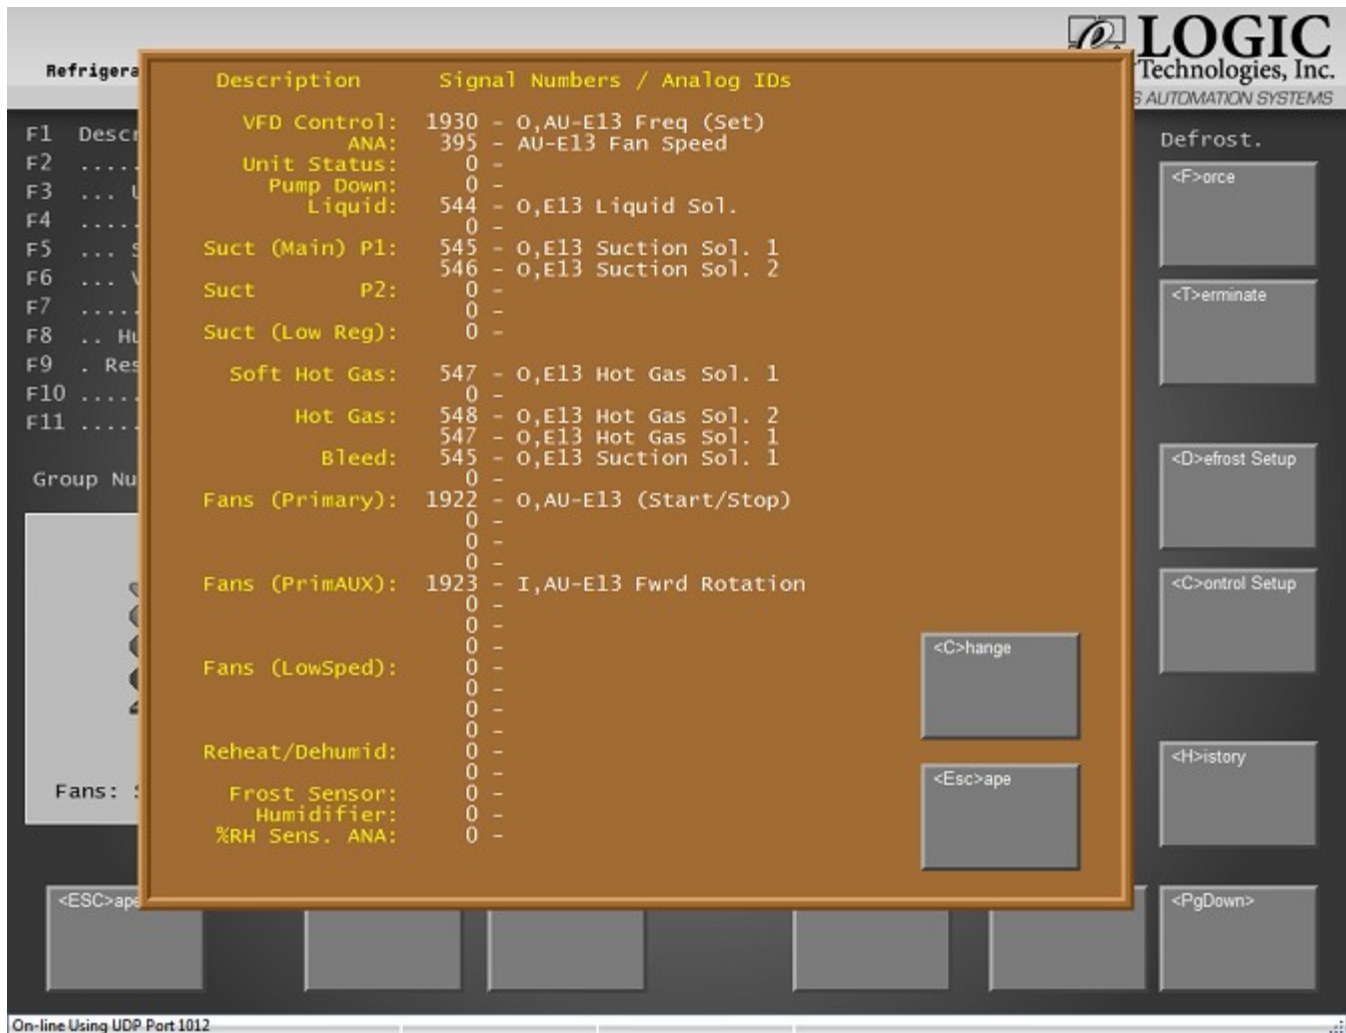 LOGIC
Technologies, Inc.
S AUTOMATION SYSTEMS
Refrigera
Description Signal Numbers / Analog IDs
VFD Control: 1930 - O,AU-E13 Freq (Set)
ANA: 395 - AU-E13 Fan Speed
Unit Status: 0 -
Pump Down: 0 -
Liquid: 544 - O,E13 Liquid Sol.
0 -
Suct (Main) P1: 545 - O,E13 Suction Sol. 1
546 - O,E13 Suction Sol. 2
Suct P2: 0 -
0 -
Suct (Low Reg): 0 -
Soft Hot Gas: 547 - O,E13 Hot Gas Sol. 1
0 -
Hot Gas: 548 - O,E13 Hot Gas Sol. 2
547 - O,E13 Hot Gas Sol. 1
Bleed: 545 - O,E13 Suction Sol. 1
0 -
Fans (Primary): 1922 - O,AU-E13 (Start/Stop)
0 -
0 -
0 -
Fans (PrimAUX): 1923 - I,AU-E13 Fwrd Rotation
0 -
0 -
0 -
Fans (LowSped): 0 -
0 -
0 -
0 -
Reheat/Dehumid: 0 -
0 -
Frost Sensor: 0 -
Humidifier: 0 -
%RH Sens. ANA: 0 -
<C>hange
<Esc>ape
F1 Descr
F2 .....
F3 ... U
F4 .....
F5 ... S
F6 ... V
F7 .....
F8 .. Hu
F9 . Res
F10 .....
F11 .....
Group Nu
Fans: S
Defrost.
<F>orce
<T>erminate
<D>efrost Setup
<C>ontrol Setup
<H>istory
<ESC>ape
<PgDown>
On-line Using UDP Port 1012